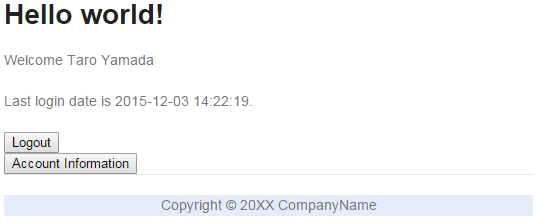 Hello world!
Welcome Taro Yamada
Last login date is 2015-12-03 14:22:19.
Logout
Account Information
Copyright © 20XX CompanyName